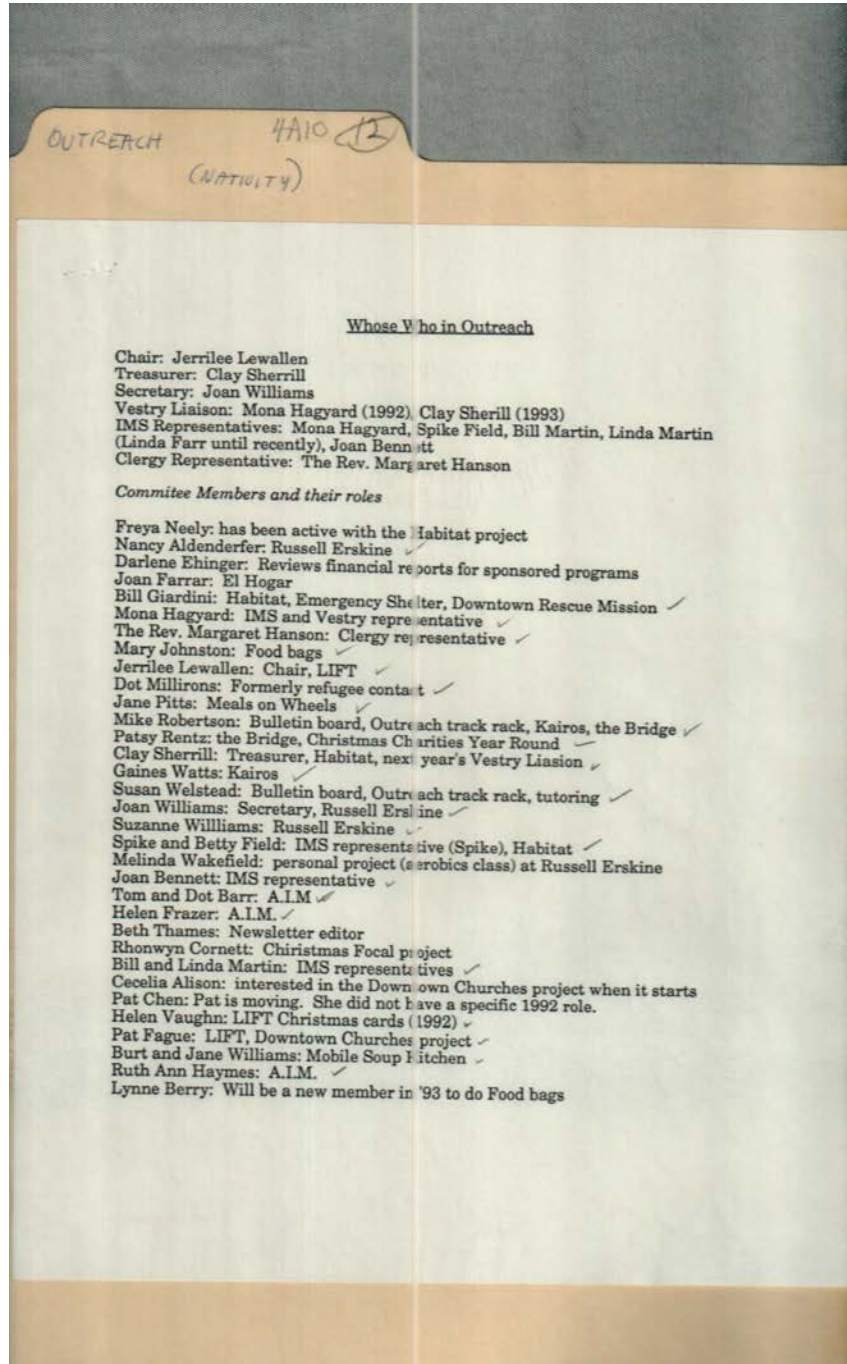 OUTREACH 4A10 12
(NATIVITY)
Whose Who in Outreach
Chair: Jerrilee Lewallen
Treasurer: Clay Sherrill
Secretary: Joan Williams
Vestry Liaison: Mona Hagyard (1992), Clay Sherill (1993)
IMS Representatives: Mona Hagyard, Spike Field, Bill Martin, Linda Martin
(Linda Farr until recently), Joan Bennett
Clergy Representative: The Rev. Margaret Hanson
Commitee Members and their roles
Freya Neely: has been active with the Habitat project
Nancy Aldenderfer: Russell Erskine ✓
Darlene Ehinger: Reviews financial reports for sponsored programs
Joan Farrar: El Hogar
Bill Giardini: Habitat, Emergency Shelter, Downtown Rescue Mission ✓
Mona Hagyard: IMS and Vestry representative ✓
The Rev. Margaret Hanson: Clergy representative ✓
Mary Johnston: Food bags ✓
Jerrilee Lewallen: Chair, LIFT ✓
Dot Millirons: Formerly refugee contact ✓
Jane Pitts: Meals on Wheels ✓
Mike Robertson: Bulletin board, Outreach track rack, Kairos, the Bridge ✓
Patsy Rentz: the Bridge, Christmas Charities Year Round ✓
Clay Sherrill: Treasurer, Habitat, next year's Vestry Liasion ✓
Gaines Watts: Kairos ✓
Susan Welstead: Bulletin board, Outreach track rack, tutoring ✓
Joan Williams: Secretary, Russell Erskine ✓
Suzanne Willliams: Russell Erskine ✓
Spike and Betty Field: IMS representative (Spike), Habitat ✓
Melinda Wakefield: personal project (aerobics class) at Russell Erskine
Joan Bennett: IMS representative ✓
Tom and Dot Barr: A.I.M ✓
Helen Frazer: A.I.M. ✓
Beth Thames: Newsletter editor
Rhonwyn Cornett: Chiristmas Focal project
Bill and Linda Martin: IMS representatives ✓
Cecelia Alison: interested in the Downtown Churches project when it starts
Pat Chen: Pat is moving. She did not have a specific 1992 role.
Helen Vaughn: LIFT Christmas cards (1992) ✓
Pat Fague: LIFT, Downtown Churches project ✓
Burt and Jane Williams: Mobile Soup Kitchen ✓
Ruth Ann Haymes: A.I.M. ✓
Lynne Berry: Will be a new member in '93 to do Food bags